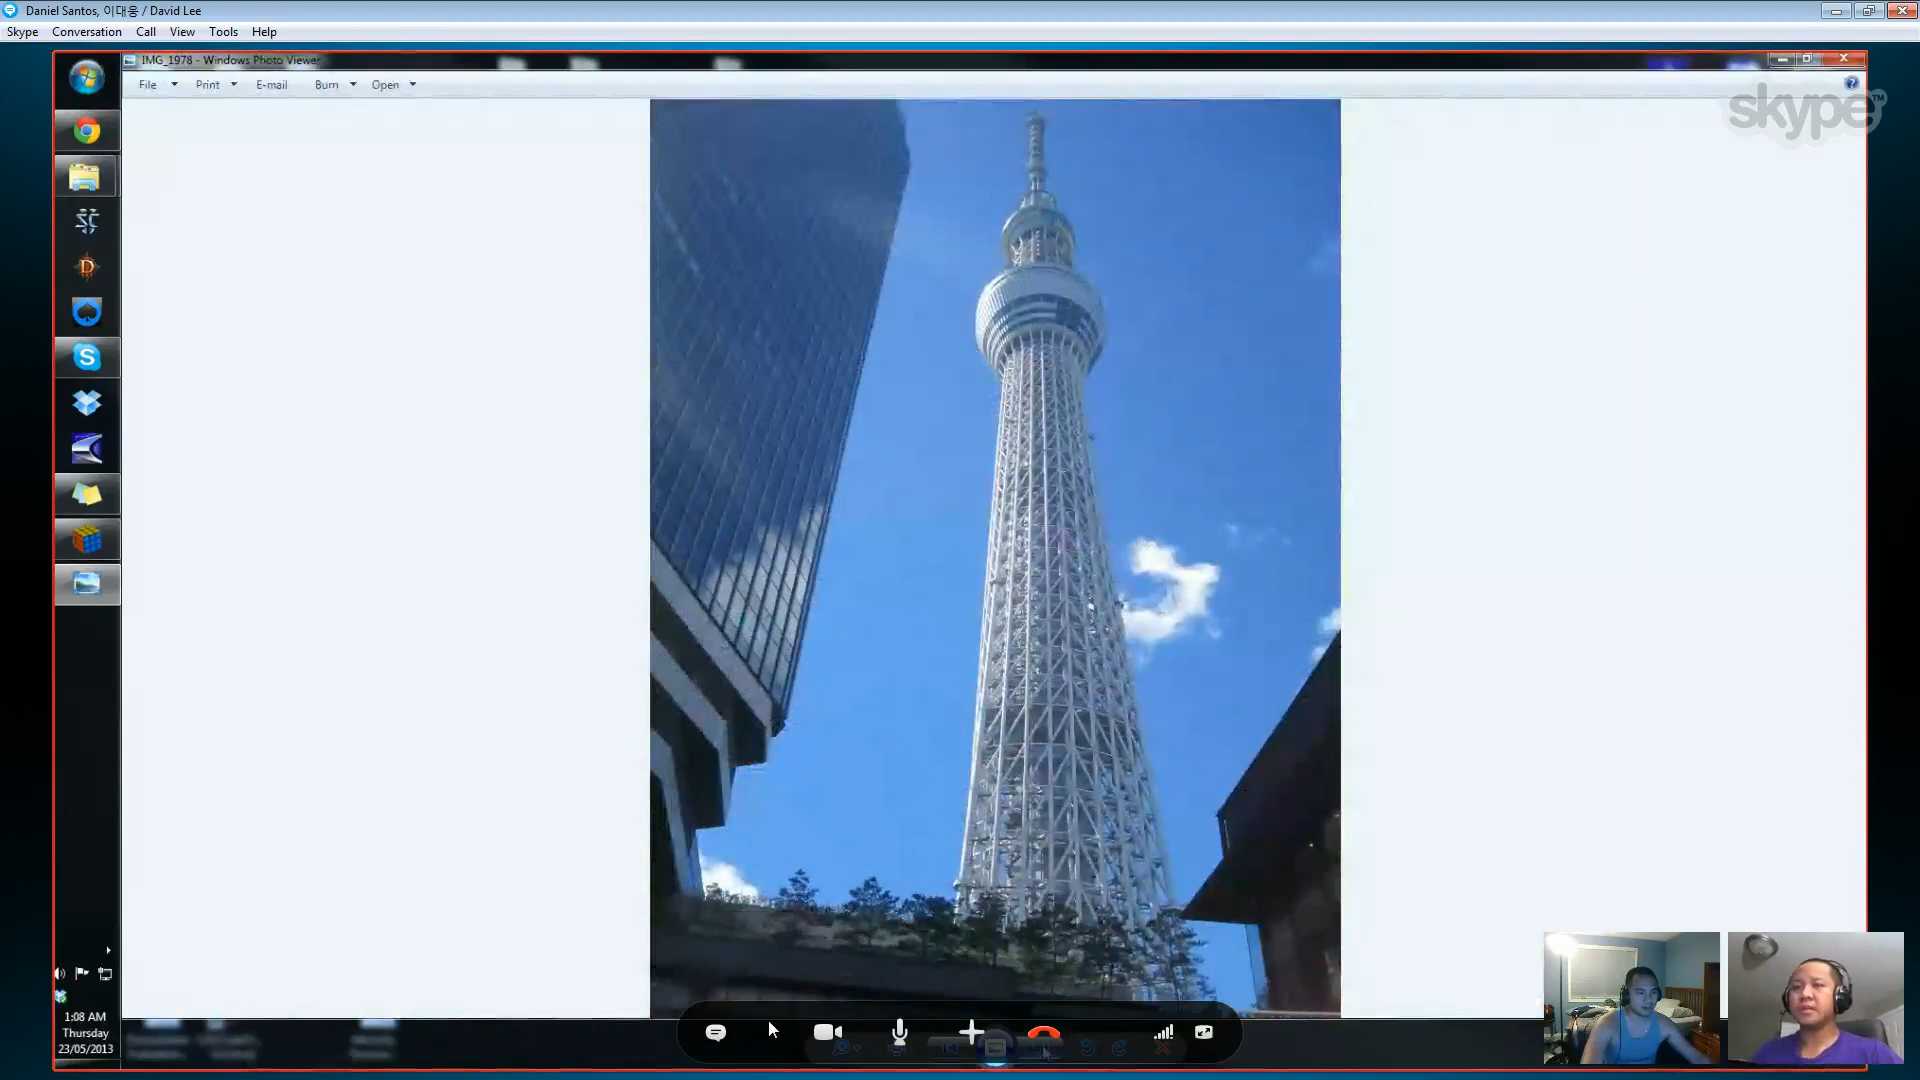 Daniel Santos, 이대웅 / David Lee
Skype Conversation Call View Tools Help
IMG_1978 - Windows Photo Viewer
File Print E-mail Burn Open
skype™
D
S
1:08 AM
Thursday
23/05/2013